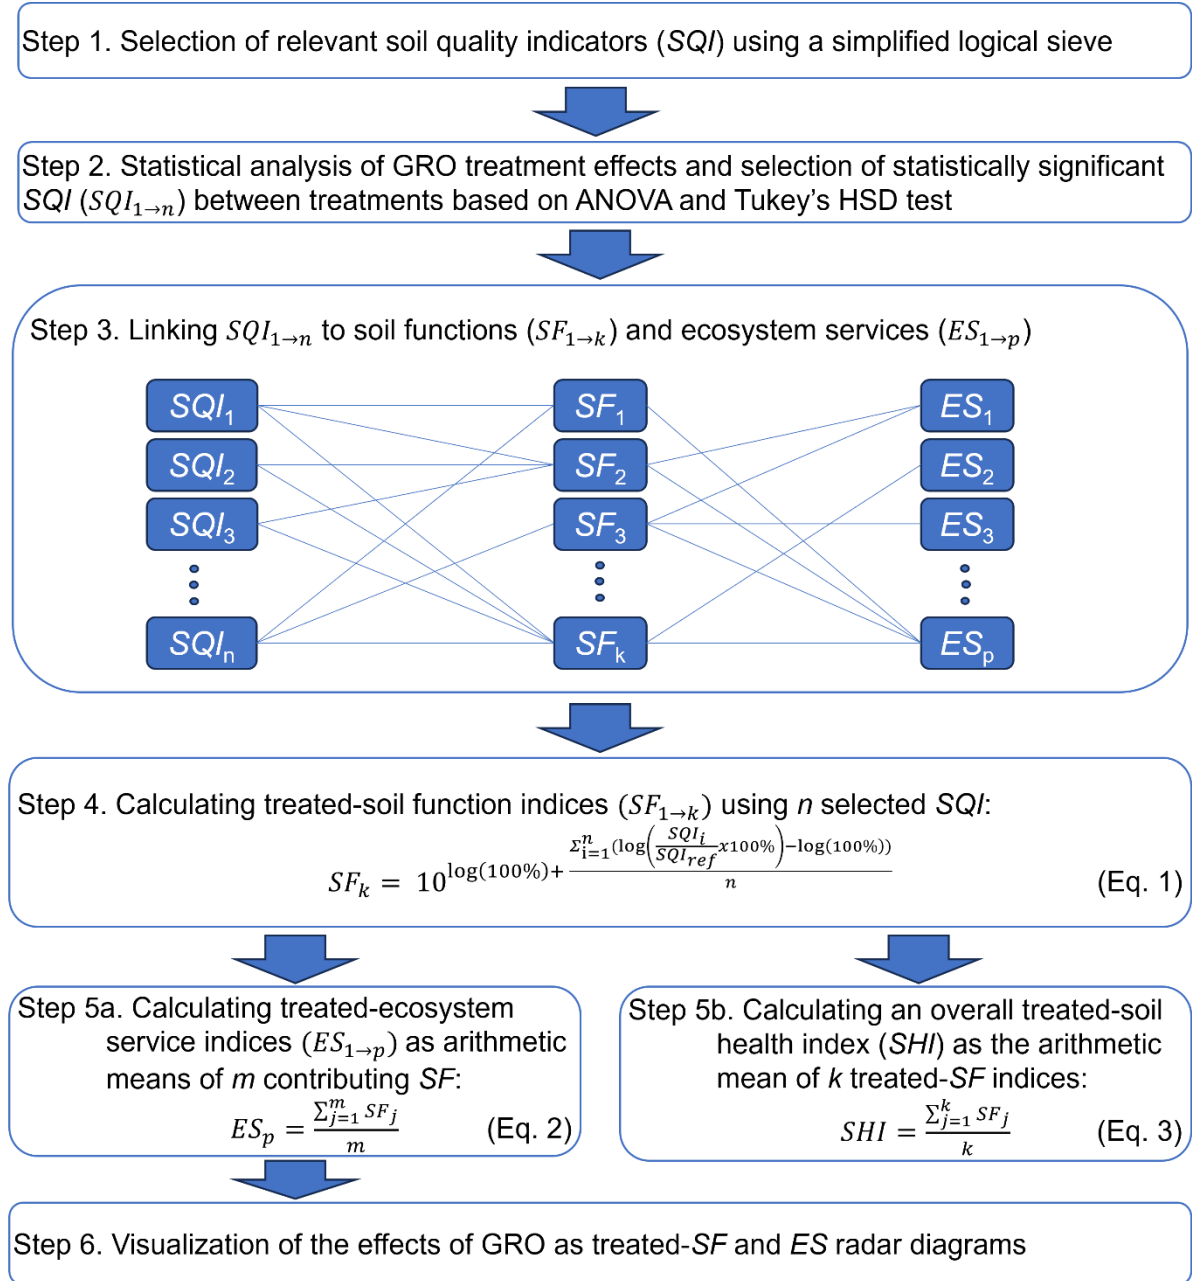 Step 1. Selection of relevant soil quality indicators (SQI) using a simplified logical sieve
Step 2. Statistical analysis of GRO treatment effects and selection of statistically significant
SQI (SQI₁→ₙ) between treatments based on ANOVA and Tukey's HSD test
Step 3. Linking SQI₁→ₙ to soil functions (SF₁→ₖ) and ecosystem services (ES₁→ₚ)
SQI₁ SF₁ ES₁
SQI₂ SF₂ ES₂
SQI₃ SF₃ ES₃
SQIₙ SFₖ ESₚ
Step 4. Calculating treated-soil function indices (SF₁→ₖ) using n selected SQI:
SFₖ = 10^(log(100%)+(Σⁿᵢ₌₁(log(SQIᵢ/SQI_ref x100%)−log(100%)))/n) (Eq. 1)
Step 5a. Calculating treated-ecosystem
service indices (ES₁→ₚ) as arithmetic
means of m contributing SF:
ESₚ = (∑ᵐⱼ₌₁ SFⱼ)/m (Eq. 2)
Step 5b. Calculating an overall treated-soil
health index (SHI) as the arithmetic
mean of k treated-SF indices:
SHI = (∑ᵏⱼ₌₁ SFⱼ)/k (Eq. 3)
Step 6. Visualization of the effects of GRO as treated-SF and ES radar diagrams